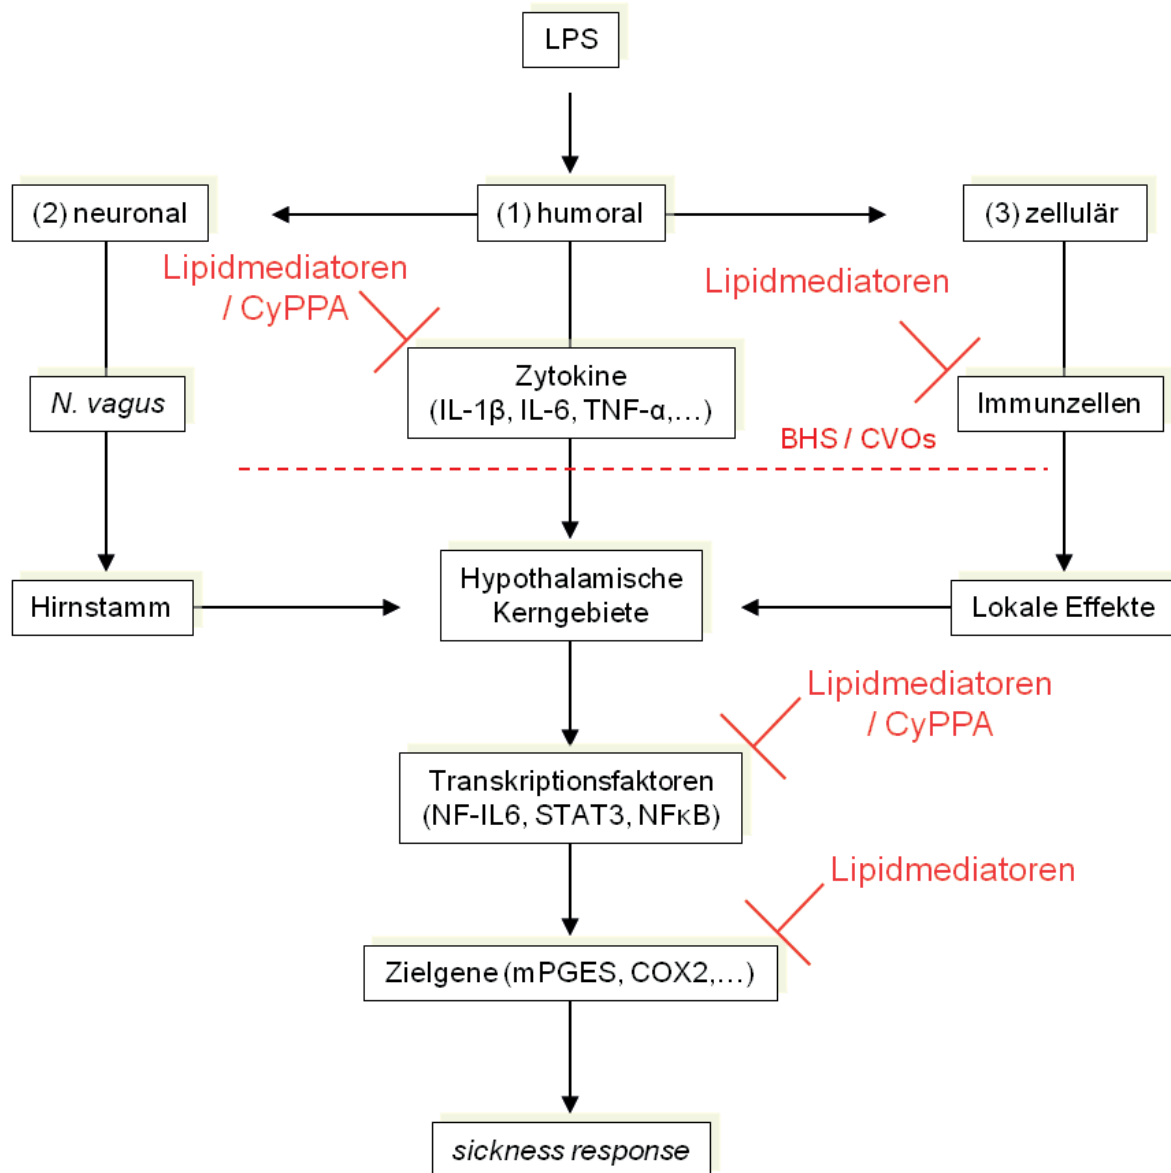 LPS
(2) neuronal
(1) humoral
(3) zellulär
Lipidmediatoren
/ CyPPA
Lipidmediatoren
Zytokine
(IL-1β, IL-6, TNF-α,…)
N. vagus
Immunzellen
BHS / CVOs
Hypothalamische
Kerngebiete
Hirnstamm
Lokale Effekte
Lipidmediatoren
/ CyPPA
Transkriptionsfaktoren
(NF-IL6, STAT3, NFκB)
Lipidmediatoren
Zielgene (mPGES, COX2,…)
sickness response